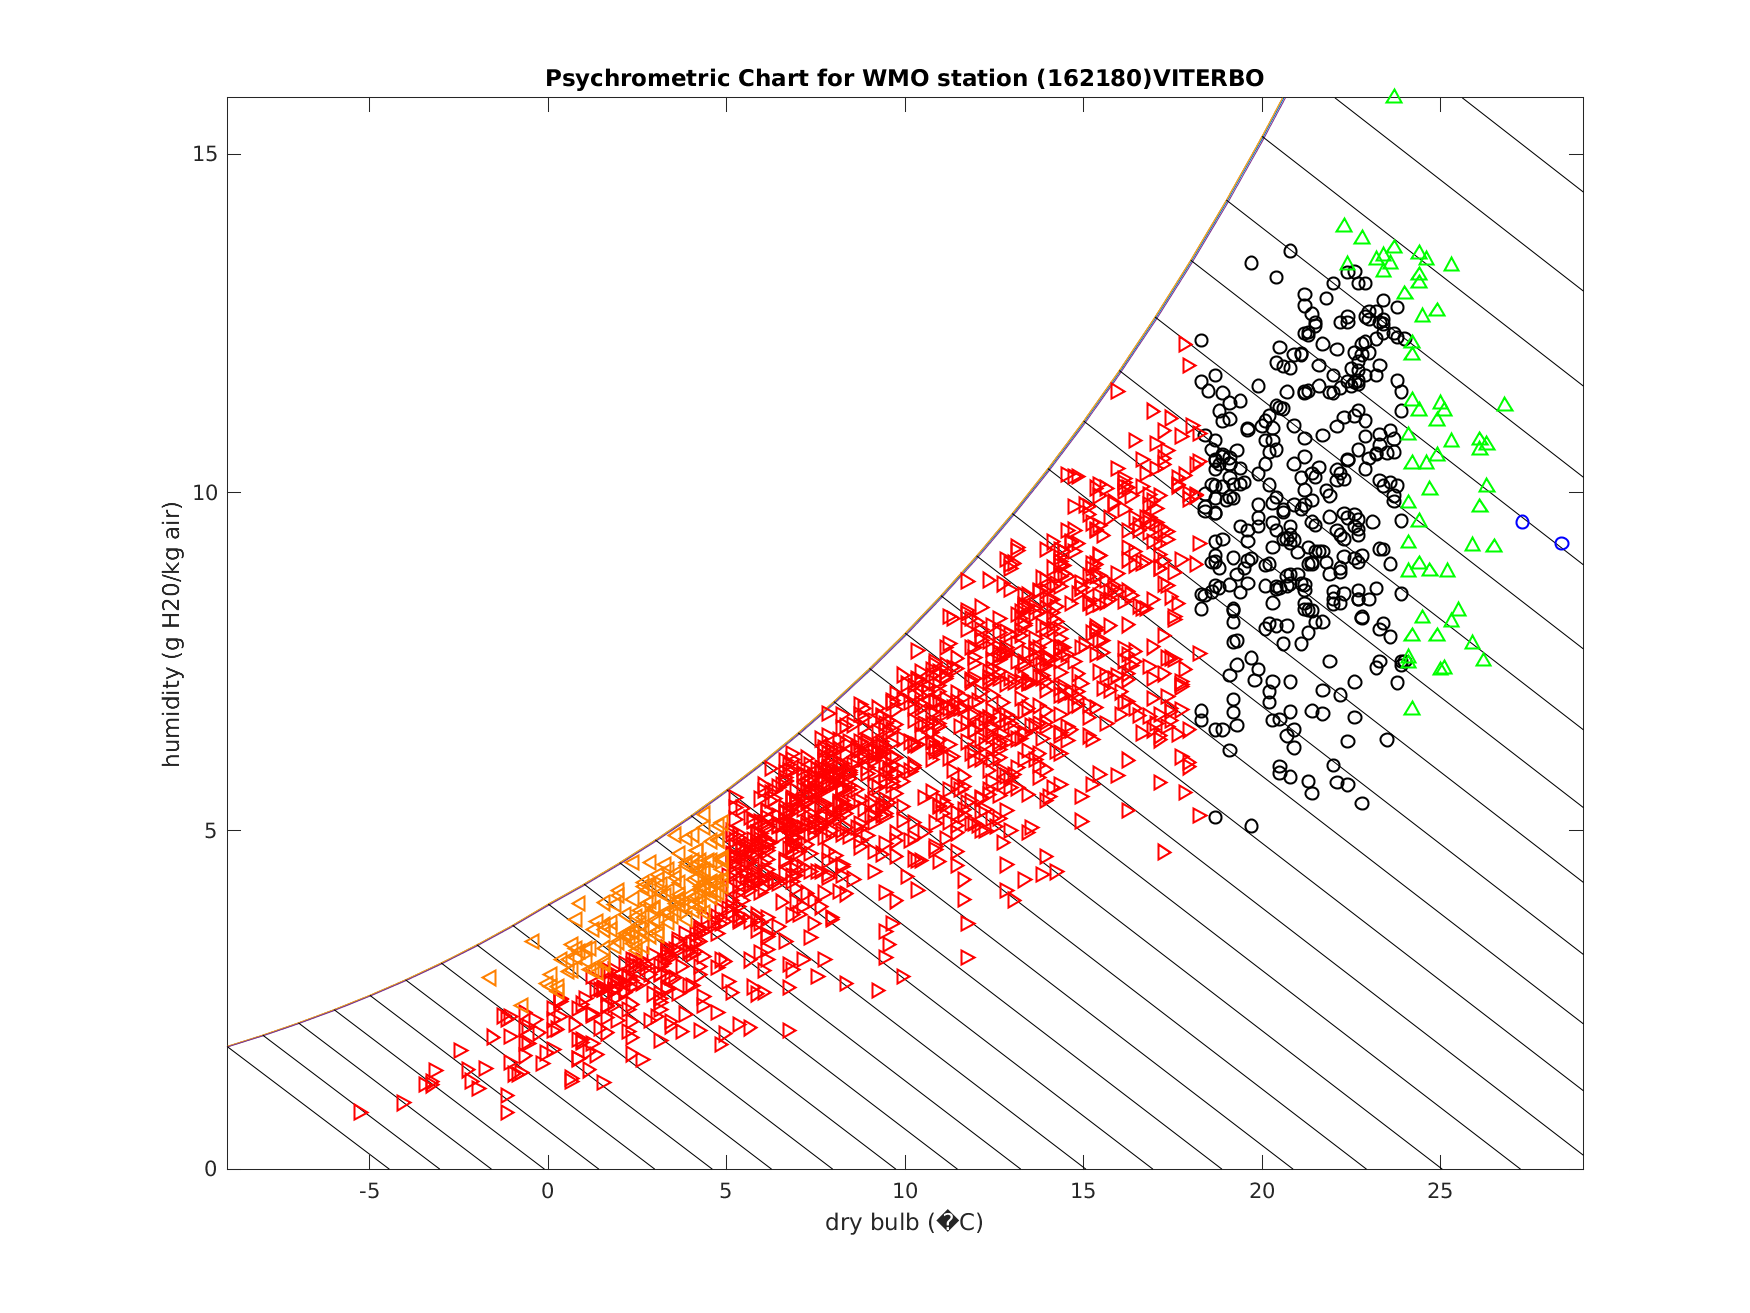 Psychrometric Chart for WMO station (162180)VITERBO
15
10
5
0
humidity (g H20/kg air)
-5 0 5 10 15 20 25
dry bulb (�C)